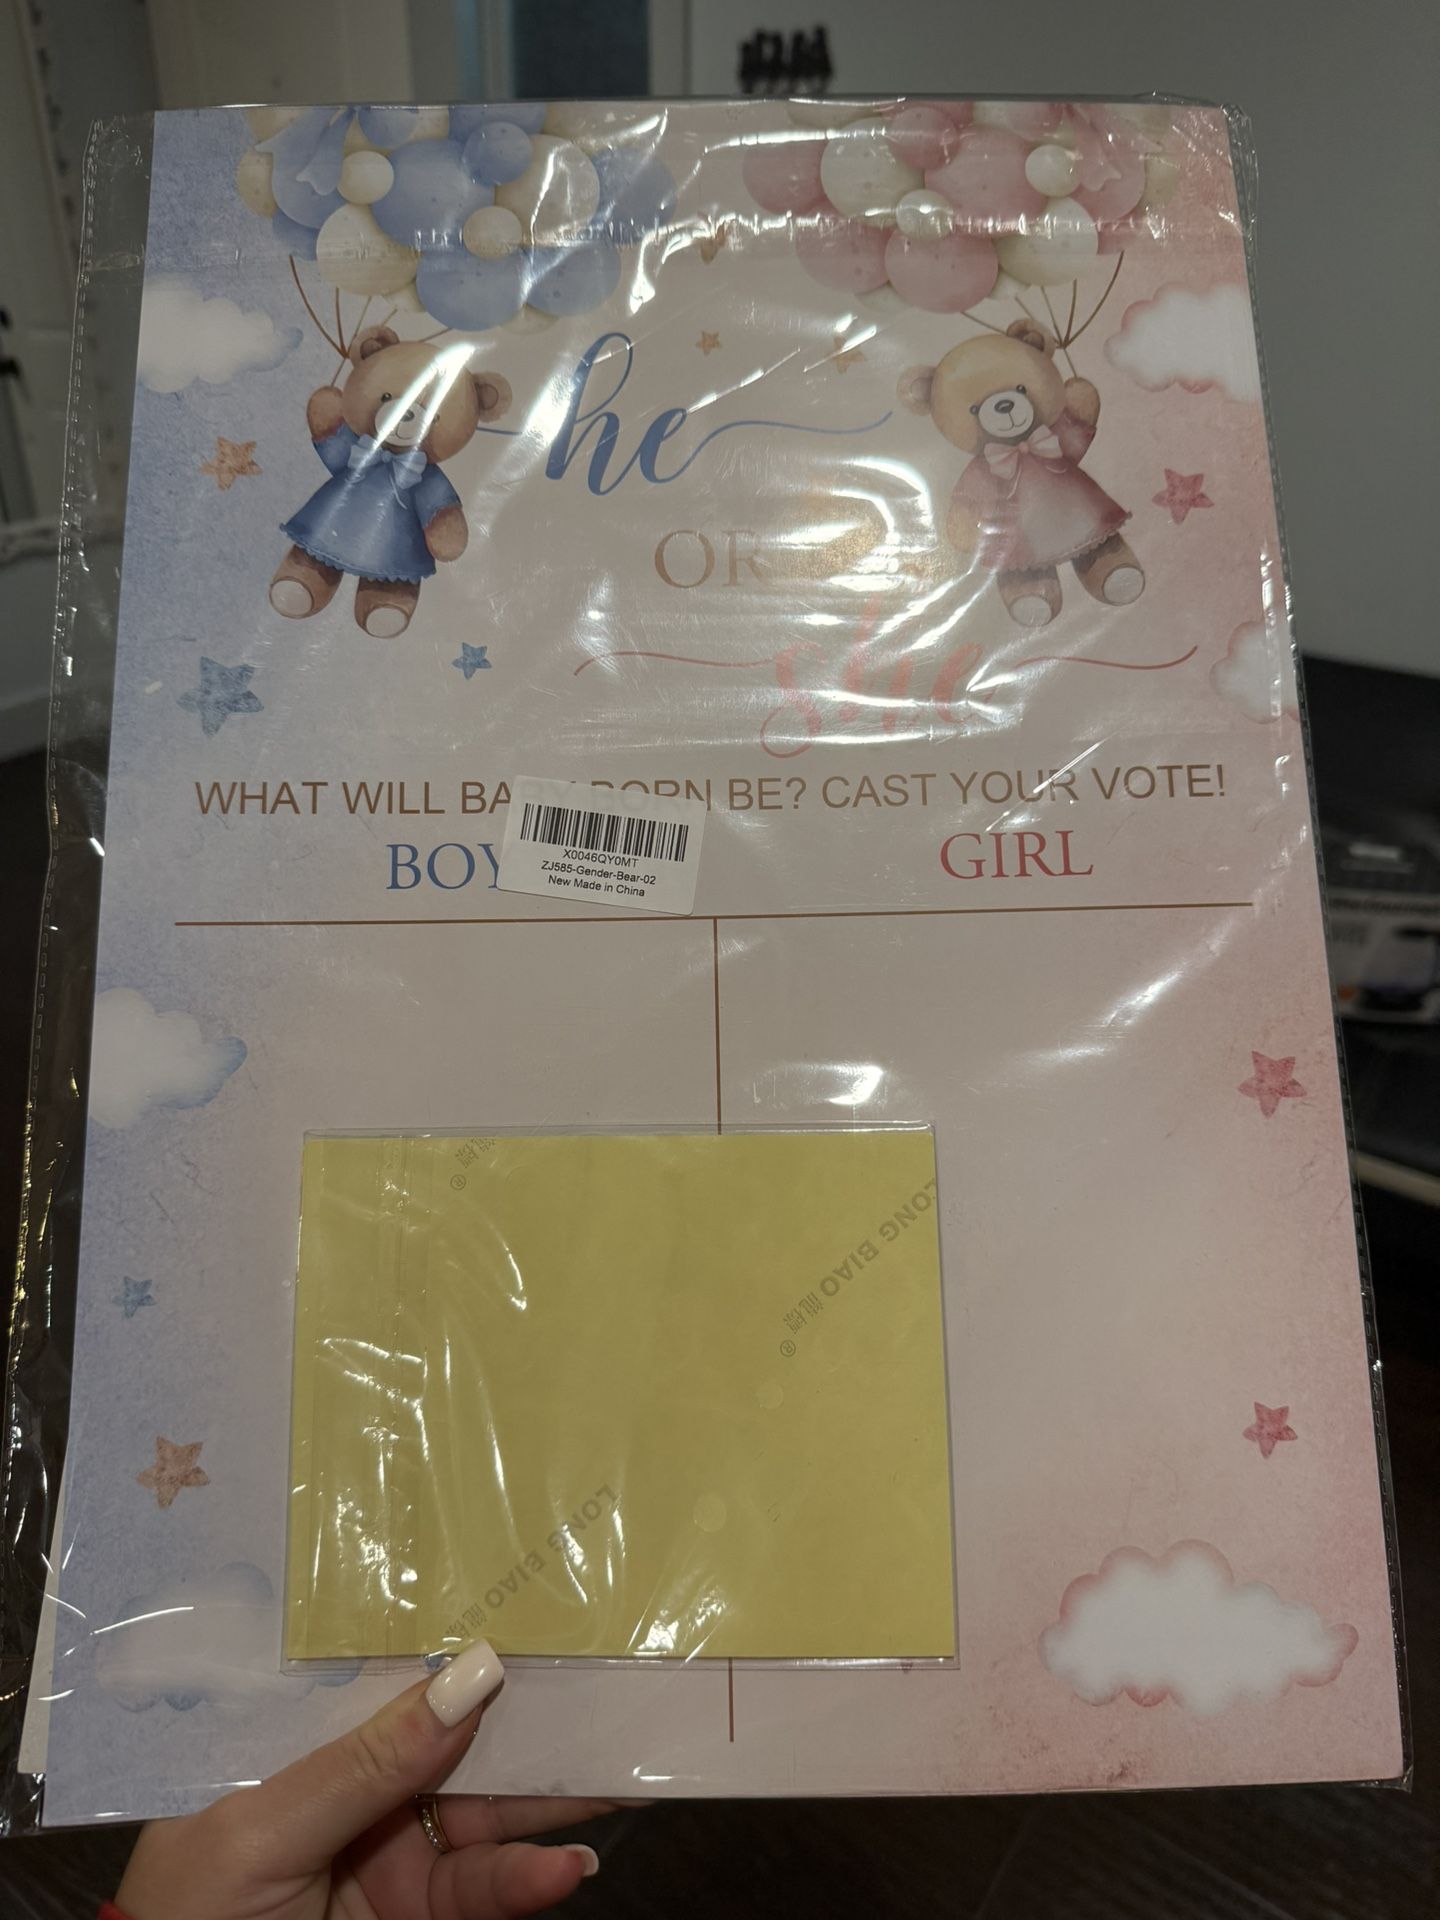 he
OR
she
WHAT WILL BABY BORN BE? CAST YOUR VOTE!
BOY
GIRL
X0046QY0MT
ZJ585-Gender-Bear-02
New Made in China
®
LONG BIAO
®
LONG BIAO